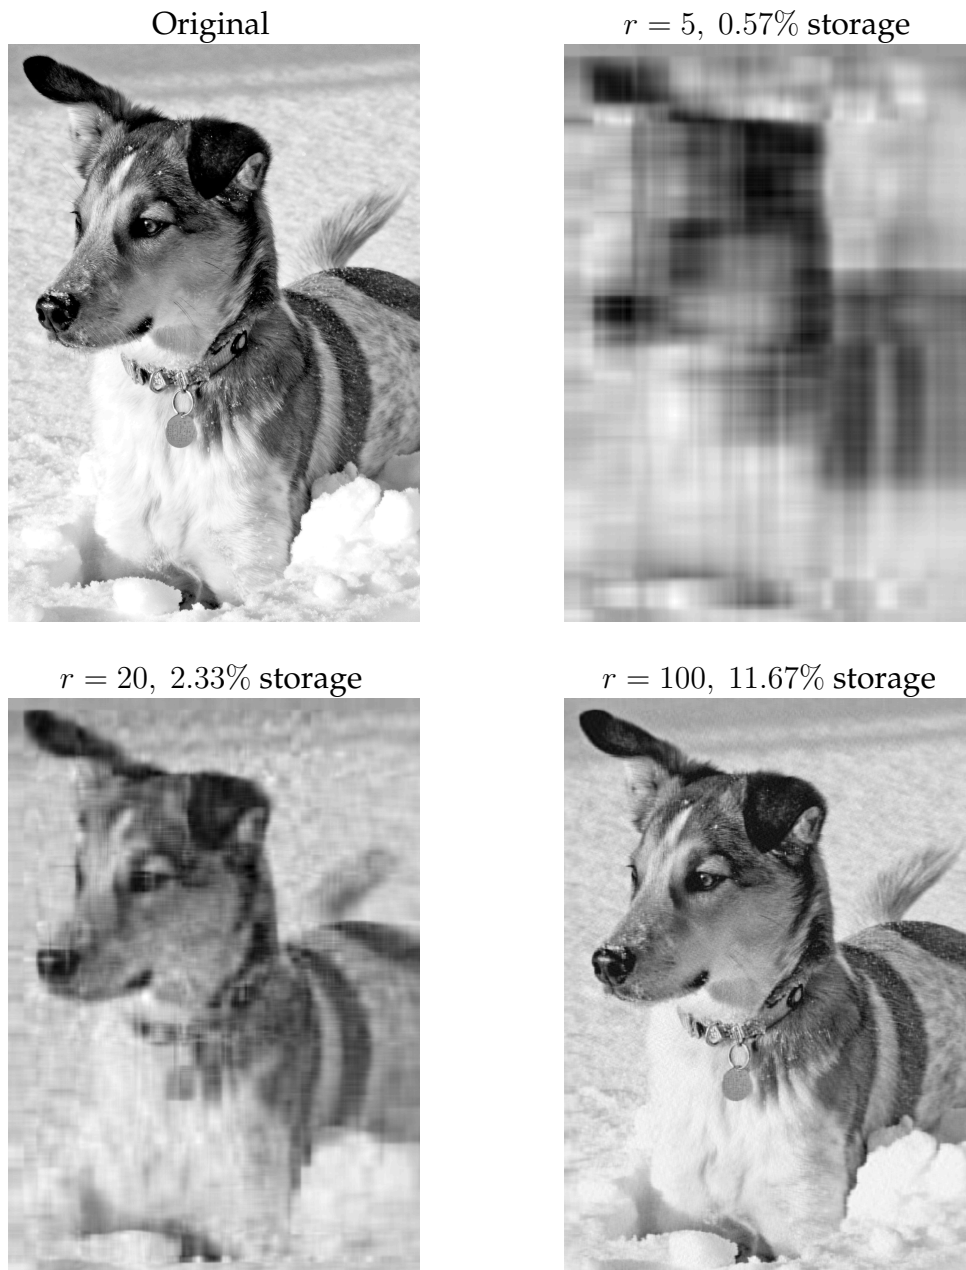 Original
r = 5, 0.57% storage
r = 20, 2.33% storage
r = 100, 11.67% storage